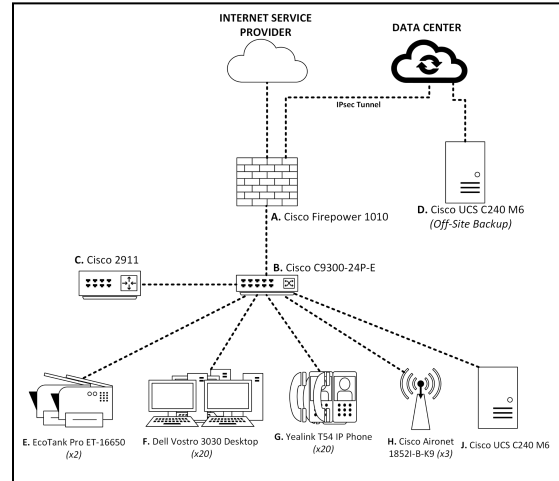 INTERNET SERVICE
PROVIDER
DATA CENTER
IPsec Tunnel
A. Cisco Firepower 1010
D. Cisco UCS C240 M6
(Off-Site Backup)
C. Cisco 2911
B. Cisco C9300-24P-E
E. EcoTank Pro ET-16650
(x2)
F. Dell Vostro 3030 Desktop
(x20)
G. Yealink T54 IP Phone
(x20)
H. Cisco Aironet
1852I-B-K9 (x3)
J. Cisco UCS C240 M6